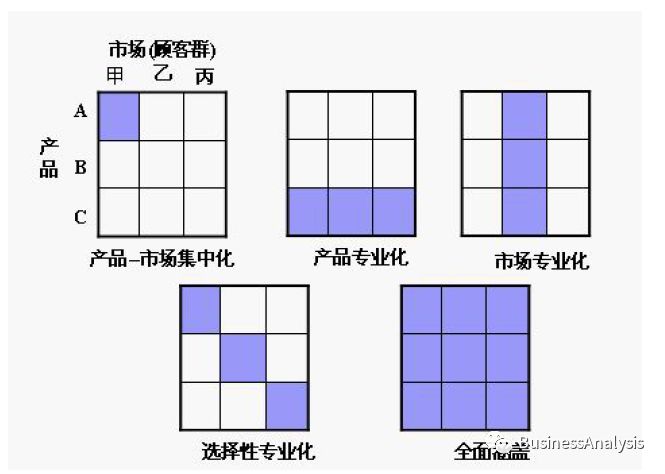 市场(顾客群)
甲 乙 丙
产品
A
B
C
产品–市场集中化
产品专业化
市场专业化
选择性专业化
全面涵盖
BusinessAnalysis